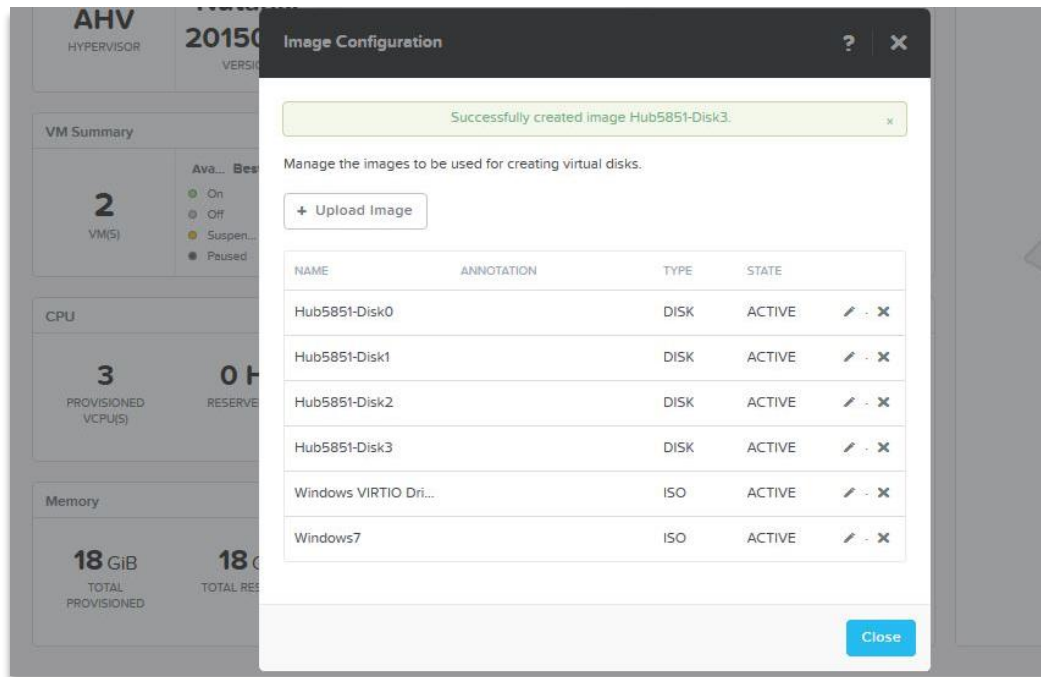 AHV
HYPERVISOR
20150
VERSIO
VM Summary
2
VM(S)
Ava... Bes
On
Off
Suspen...
Paused
CPU
3
PROVISIONED
VCPU(S)
0 H
RESERVE
Memory
18 GiB
TOTAL
PROVISIONED
18 G
TOTAL RES
Image Configuration
? ×
Successfully created image Hub5851-Disk3. ×
Manage the images to be used for creating virtual disks.
+ Upload Image
NAME ANNOTATION TYPE STATE
Hub5851-Disk0 DISK ACTIVE
Hub5851-Disk1 DISK ACTIVE
Hub5851-Disk2 DISK ACTIVE
Hub5851-Disk3 DISK ACTIVE
Windows VIRTIO Dri... ISO ACTIVE
Windows7 ISO ACTIVE
Close